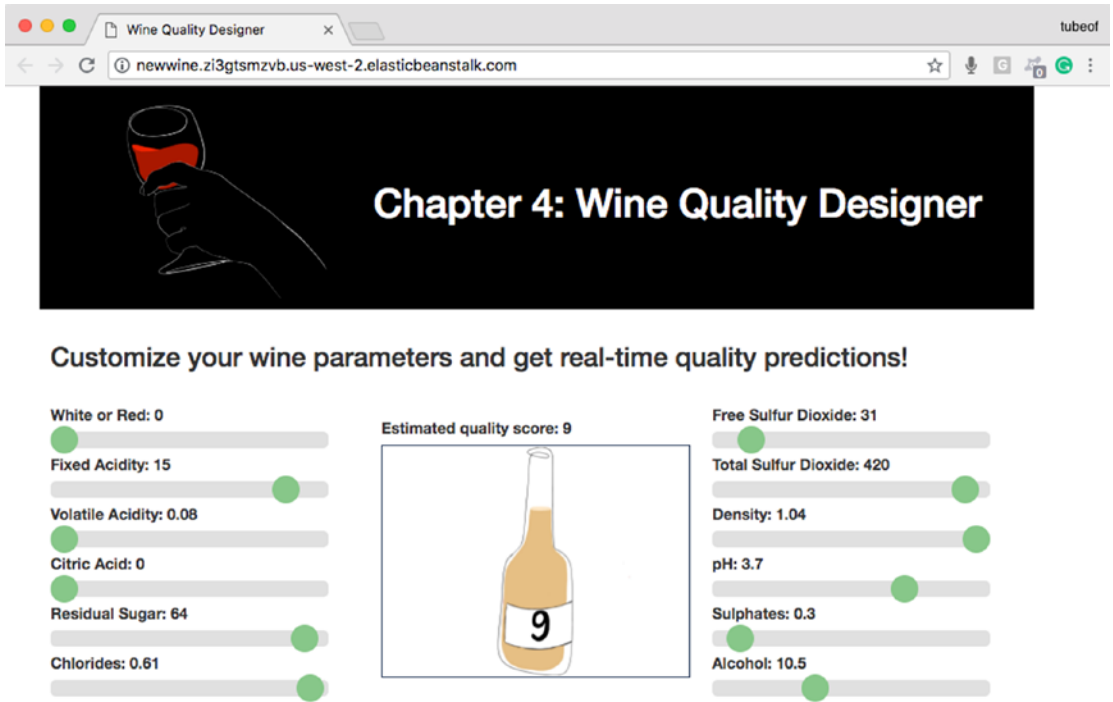 Wine Quality Designer
tubeof
newwine.zi3gtsmzvb.us-west-2.elasticbeanstalk.com
G
0
G
Chapter 4: Wine Quality Designer
Customize your wine parameters and get real-time quality predictions!
White or Red: 0
Fixed Acidity: 15
Volatile Acidity: 0.08
Citric Acid: 0
Residual Sugar: 64
Chlorides: 0.61
Estimated quality score: 9
9
Free Sulfur Dioxide: 31
Total Sulfur Dioxide: 420
Density: 1.04
pH: 3.7
Sulphates: 0.3
Alcohol: 10.5